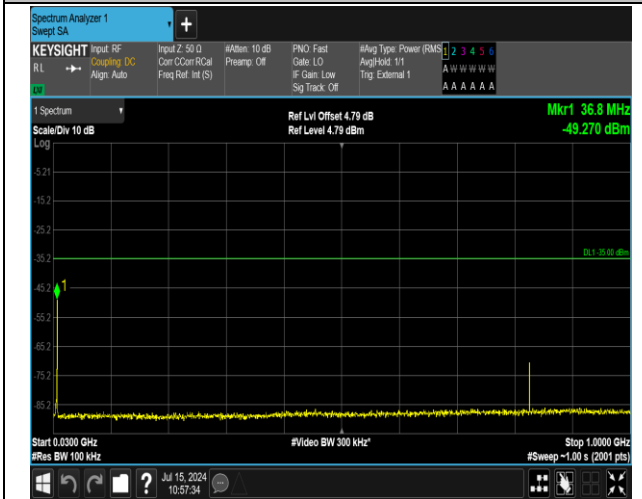 Spectrum Analyzer 1
Swept SA
+
KEYSIGHT
RL
Input: RF
Coupling: DC
Align: Auto
Input Z: 50 Ω
Corr CCorr RCal
Freq Ref: Int (S)
#Atten: 10 dB
Preamp: Off
PNO: Fast
Gate: LO
IF Gain: Low
Sig Track: Off
#Avg Type: Power (RMS
Avg|Hold: 1/1
Trig: External 1
1 2 3 4 5 6
A W W W W W
A A A A A A
1 Spectrum
Scale/Div 10 dB
Log
Ref Lvl Offset 4.79 dB
Ref Level 4.79 dBm
Mkr1 36.8 MHz
-49.270 dBm
-5.21
-15.2
-25.2
-35.2
DL1 -35.00 dBm
-45.2
1
-55.2
-65.2
-75.2
-85.2
Start 0.0300 GHz
#Res BW 100 kHz
#Video BW 300 kHz*
Stop 1.0000 GHz
#Sweep ~1.00 s (2001 pts)
?
Jul 15, 2024
10:57:34